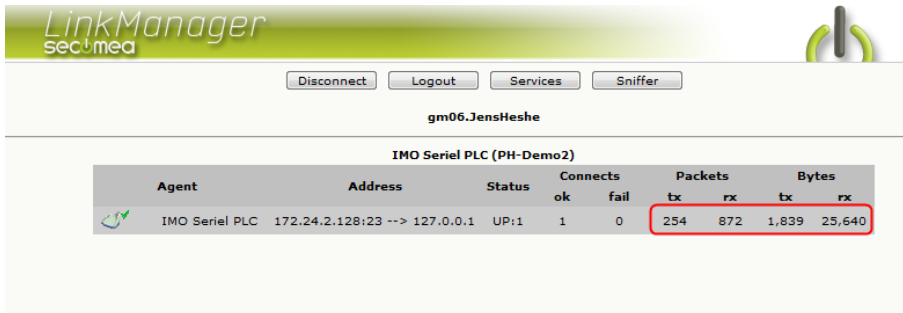 LinkManager
secomea
Disconnect Logout Services Sniffer
gm06.JensHeshe
IMO Seriel PLC (PH-Demo2)
Agent Address Status Connects Packets Bytes
ok fail tx rx tx rx
IMO Seriel PLC 172.24.2.128:23 --> 127.0.0.1 UP:1 1 0 254 872 1,839 25,640